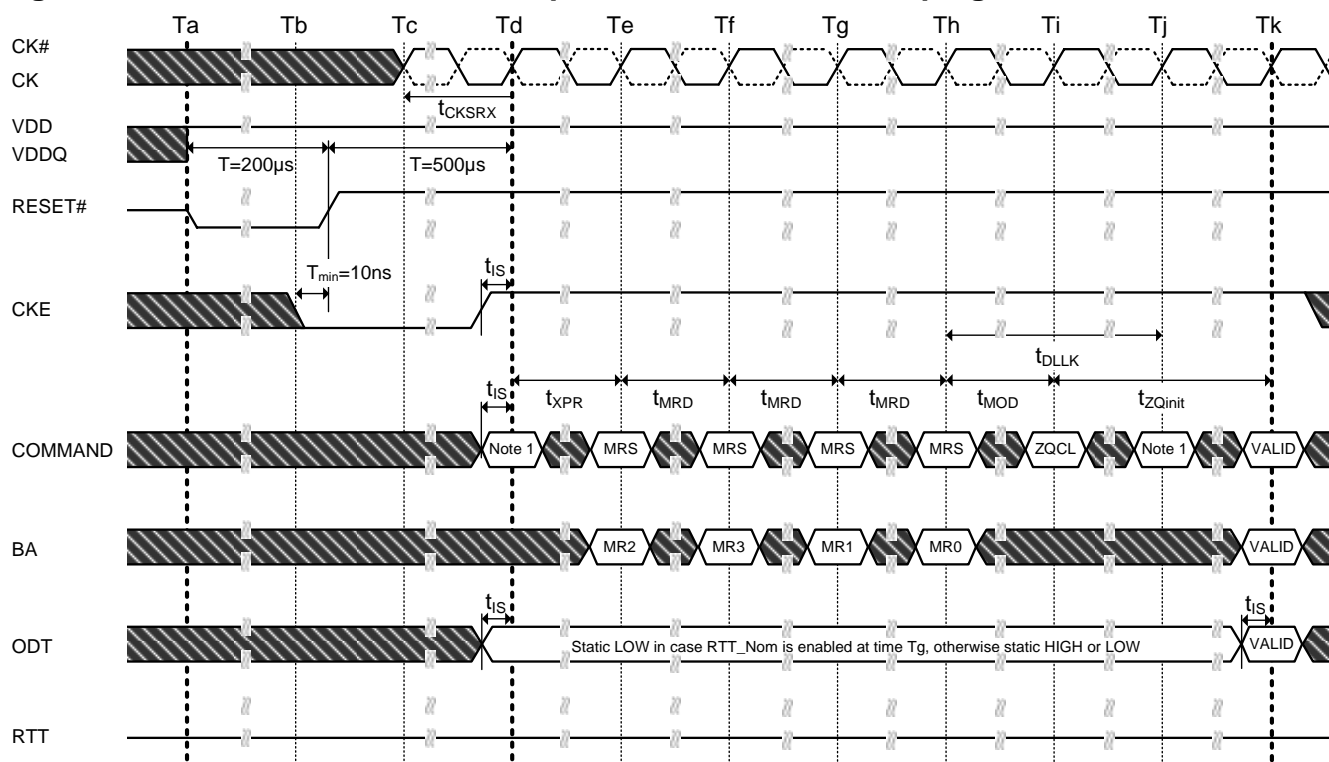 Ta Tb Tc Td Te Tf Tg Th Ti Tj Tk
CK#
CK
tCKSRX
VDD
VDDQ
T=200µs T=500µs
RESET#
Tmin=10ns tIS
CKE
tDLLK
tIS tXPR tMRD tMRD tMRD tMOD tZQinit
COMMAND Note 1 MRS MRS MRS MRS ZQCL Note 1 VALID
BA MR2 MR3 MR1 MR0 VALID
tIS tIS
ODT Static LOW in case RTT_Nom is enabled at time Tg, otherwise static HIGH or LOW VALID
RTT